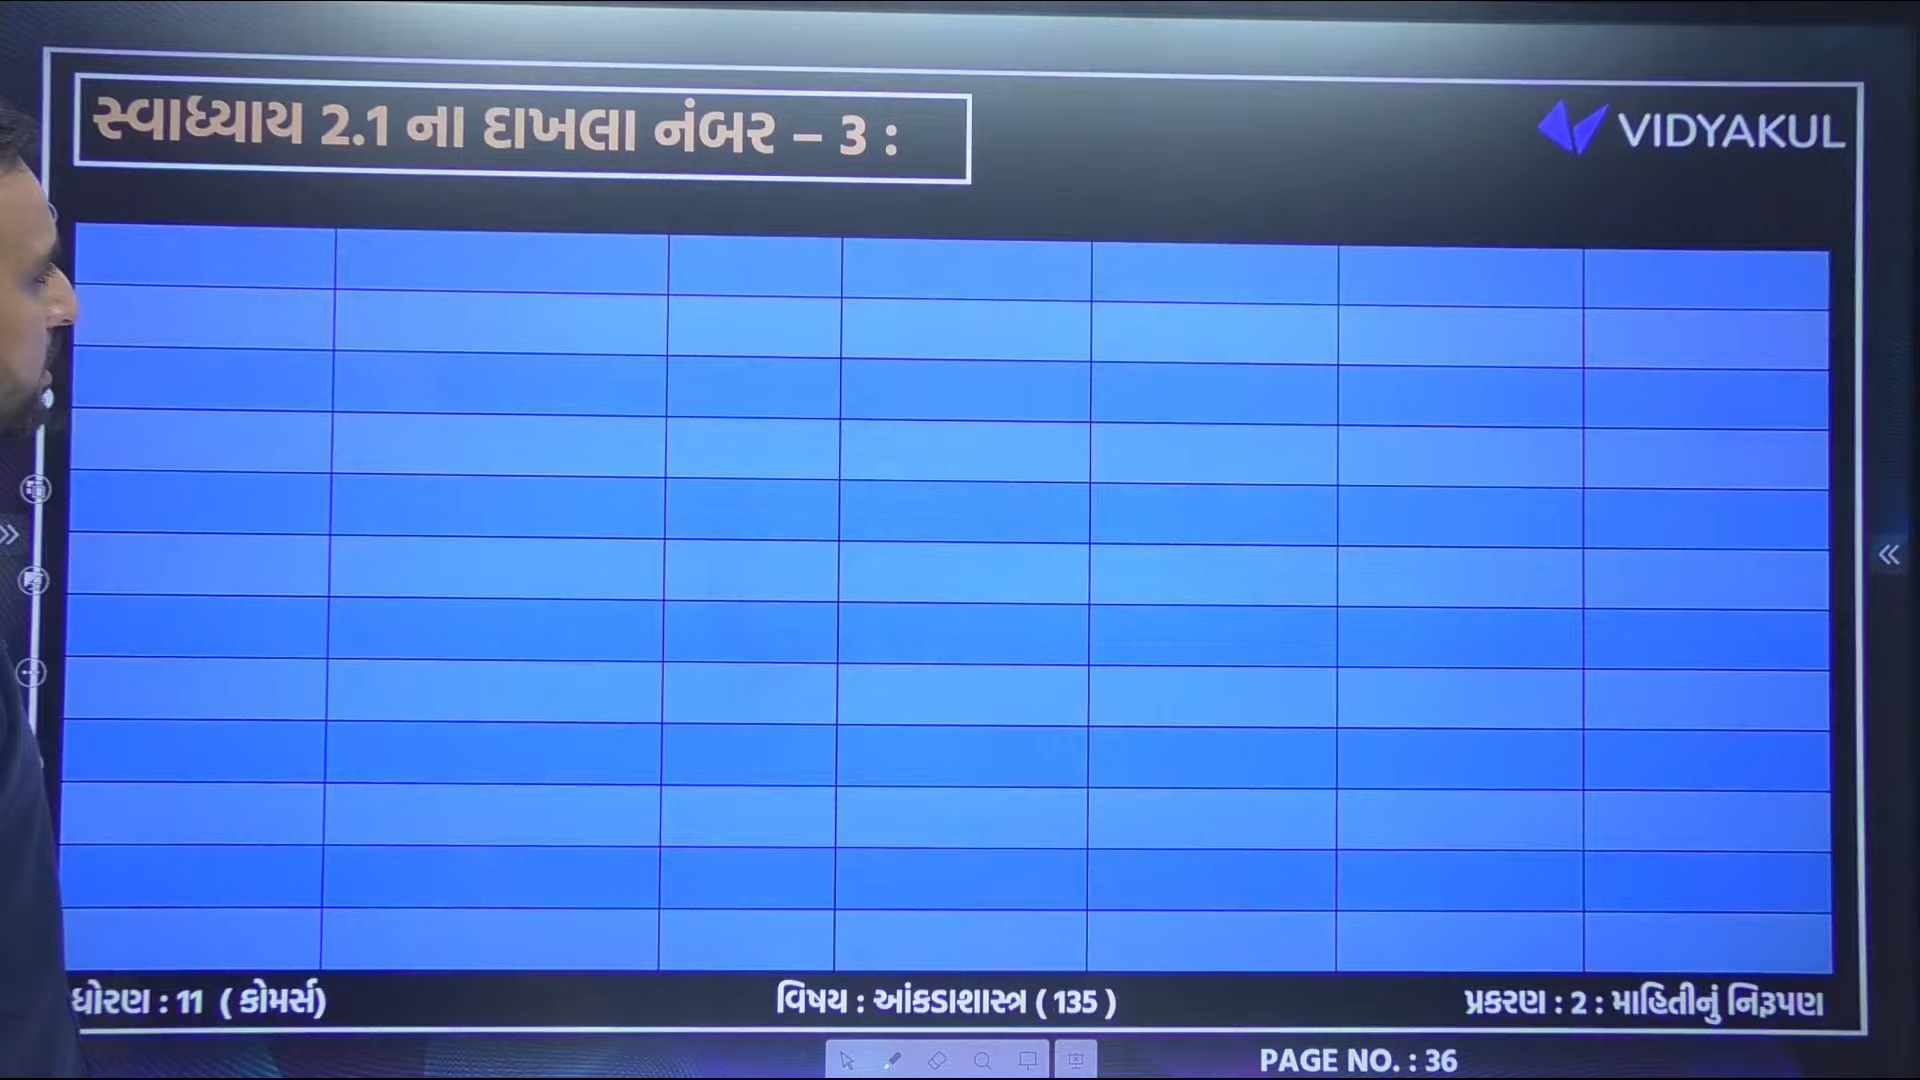 સ્વાધ્યાય 2.1 ના દાખલા નંબર – 3 :
VIDYAKUL
ધોરણ : 11 ( કોમર્સ)
વિષય : આંકડાશાસ્ત્ર ( 135 )
પ્રકરણ : 2 : માહિતીનું નિરૂપણ
PAGE NO. : 36